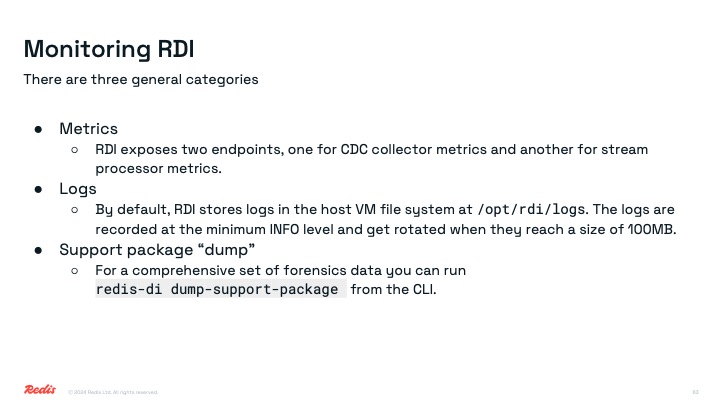 Monitoring RDI
There are three general categories
● Metrics
○ RDI exposes two endpoints, one for CDC collector metrics and another for stream
processor metrics.
● Logs
○ By default, RDI stores logs in the host VM file system at /opt/rdi/logs. The logs are
recorded at the minimum INFO level and get rotated when they reach a size of 100MB.
● Support package “dump”
○ For a comprehensive set of forensics data you can run
redis-di dump-support-package from the CLI.
Redis
© 2024 Redis Ltd. All rights reserved.